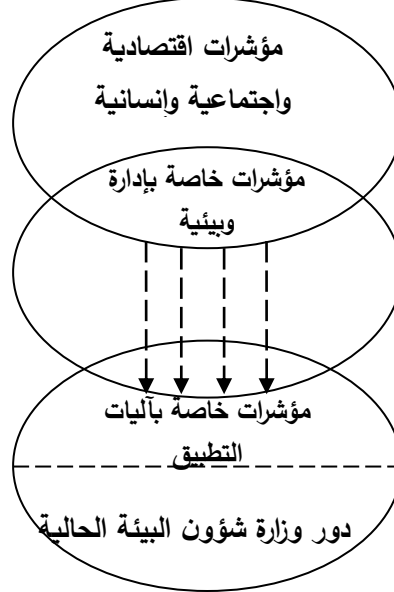 مؤشرات اقتصادية
واجتماعية وإنسانية
مؤشرات خاصة بإدارة
وبيئية
مؤشرات خاصة بآليات
التطبيق
دور وزارة شؤون البيئة الحالية